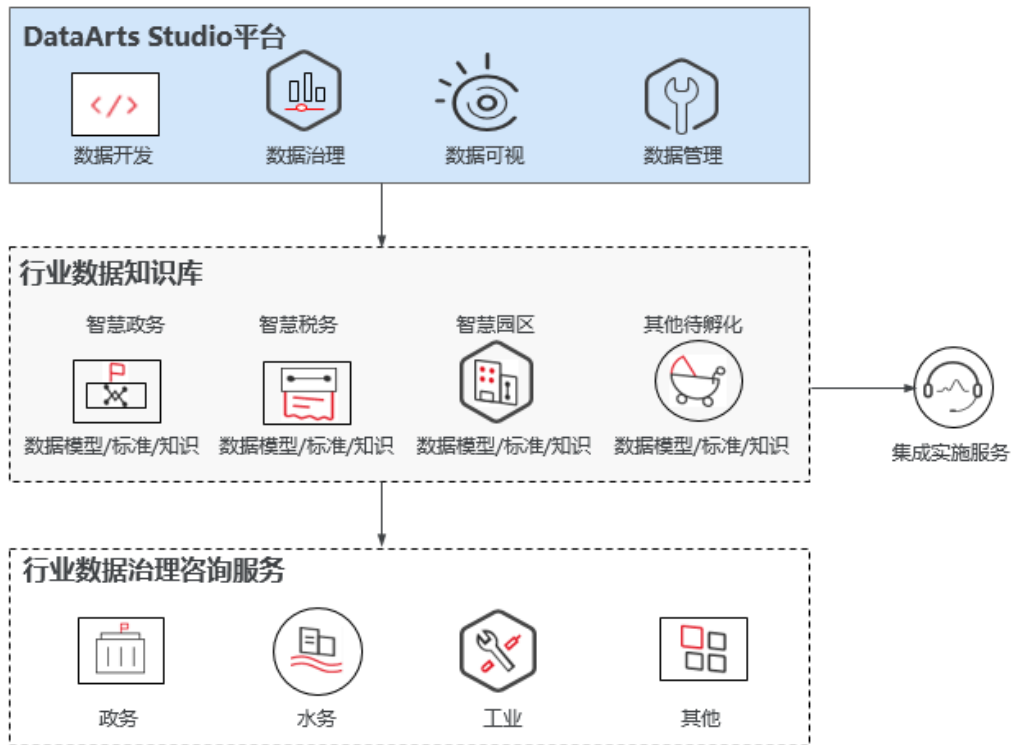 DataArts Studio平台
数据开发 数据治理 数据可视 数据管理
行业数据知识库
智慧政务 智慧税务 智慧园区 其他待孵化
数据模型/标准/知识 数据模型/标准/知识 数据模型/标准/知识 数据模型/标准/知识
集成实施服务
行业数据治理咨询服务
政务 水务 工业 其他